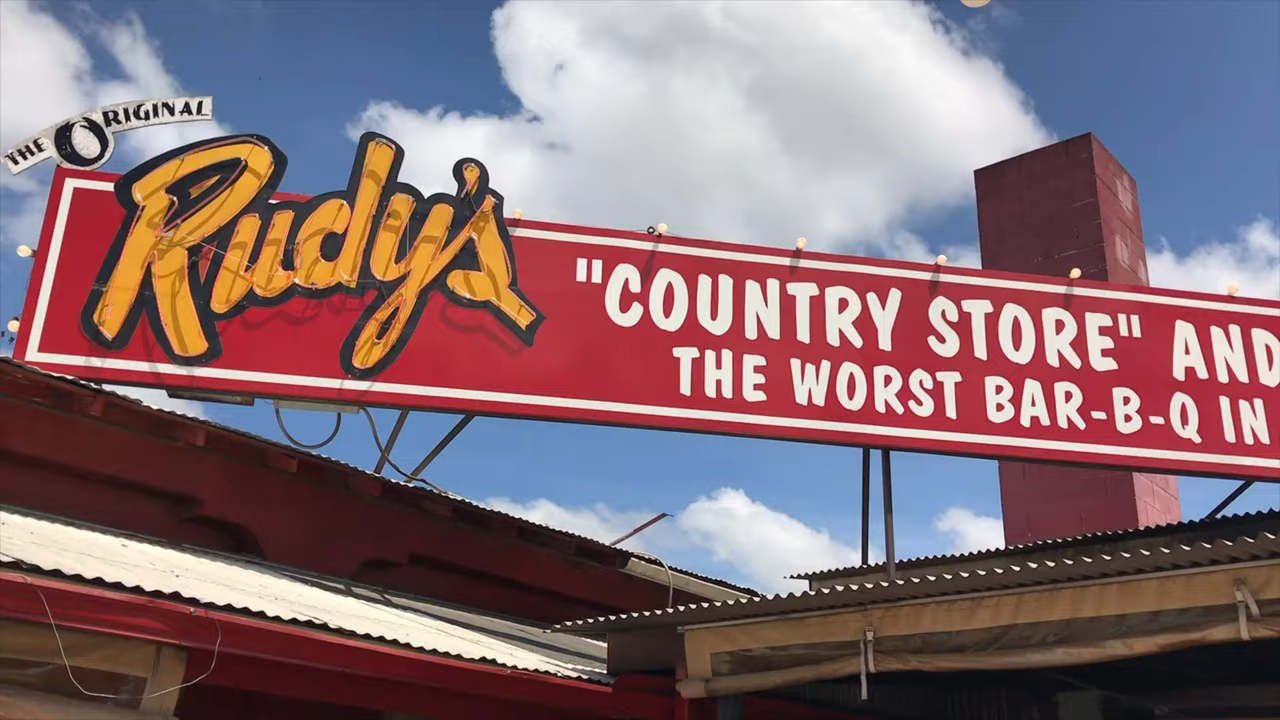 THE ORIGINAL
Rudy's
"COUNTRY STORE" AND
THE WORST BAR-B-Q IN